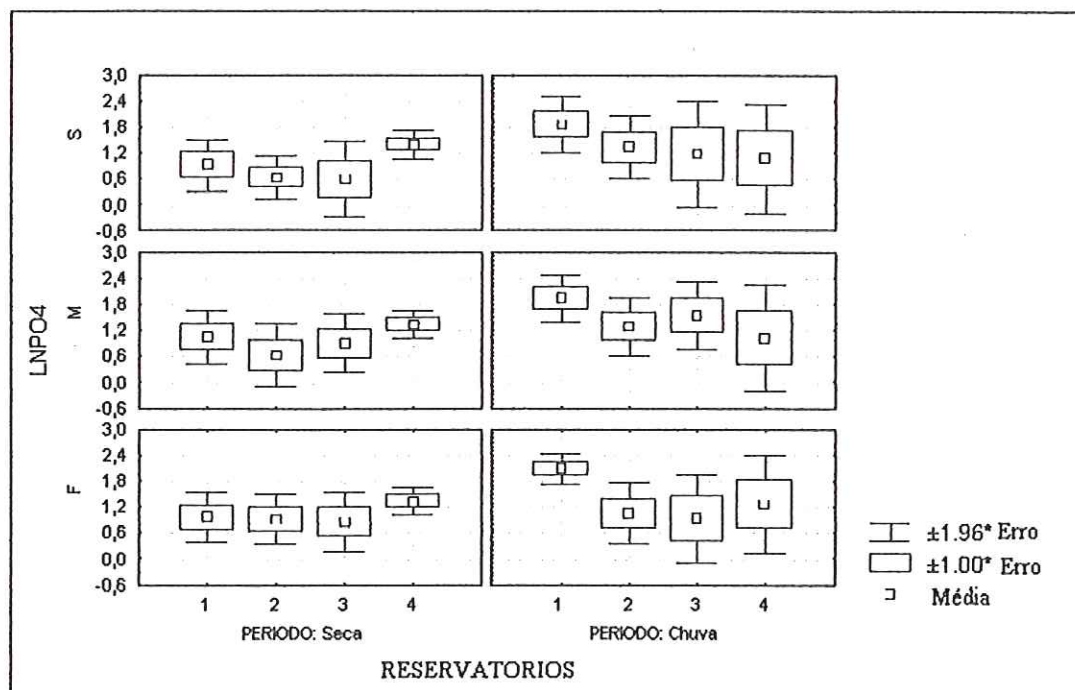 3,0
2,4
1,8
1,2
0,6
0,0
-0,6
S
3,0
2,4
1,8
1,2
0,6
0,0
-0,6
LNPO4
M
3,0
2,4
1,8
1,2
0,6
0,0
-0,6
F
1 2 3 4
PERIODO: Seca
1 2 3 4
PERIODO: Chuva
RESERVATORIOS
±1.96* Erro
±1.00* Erro
Média